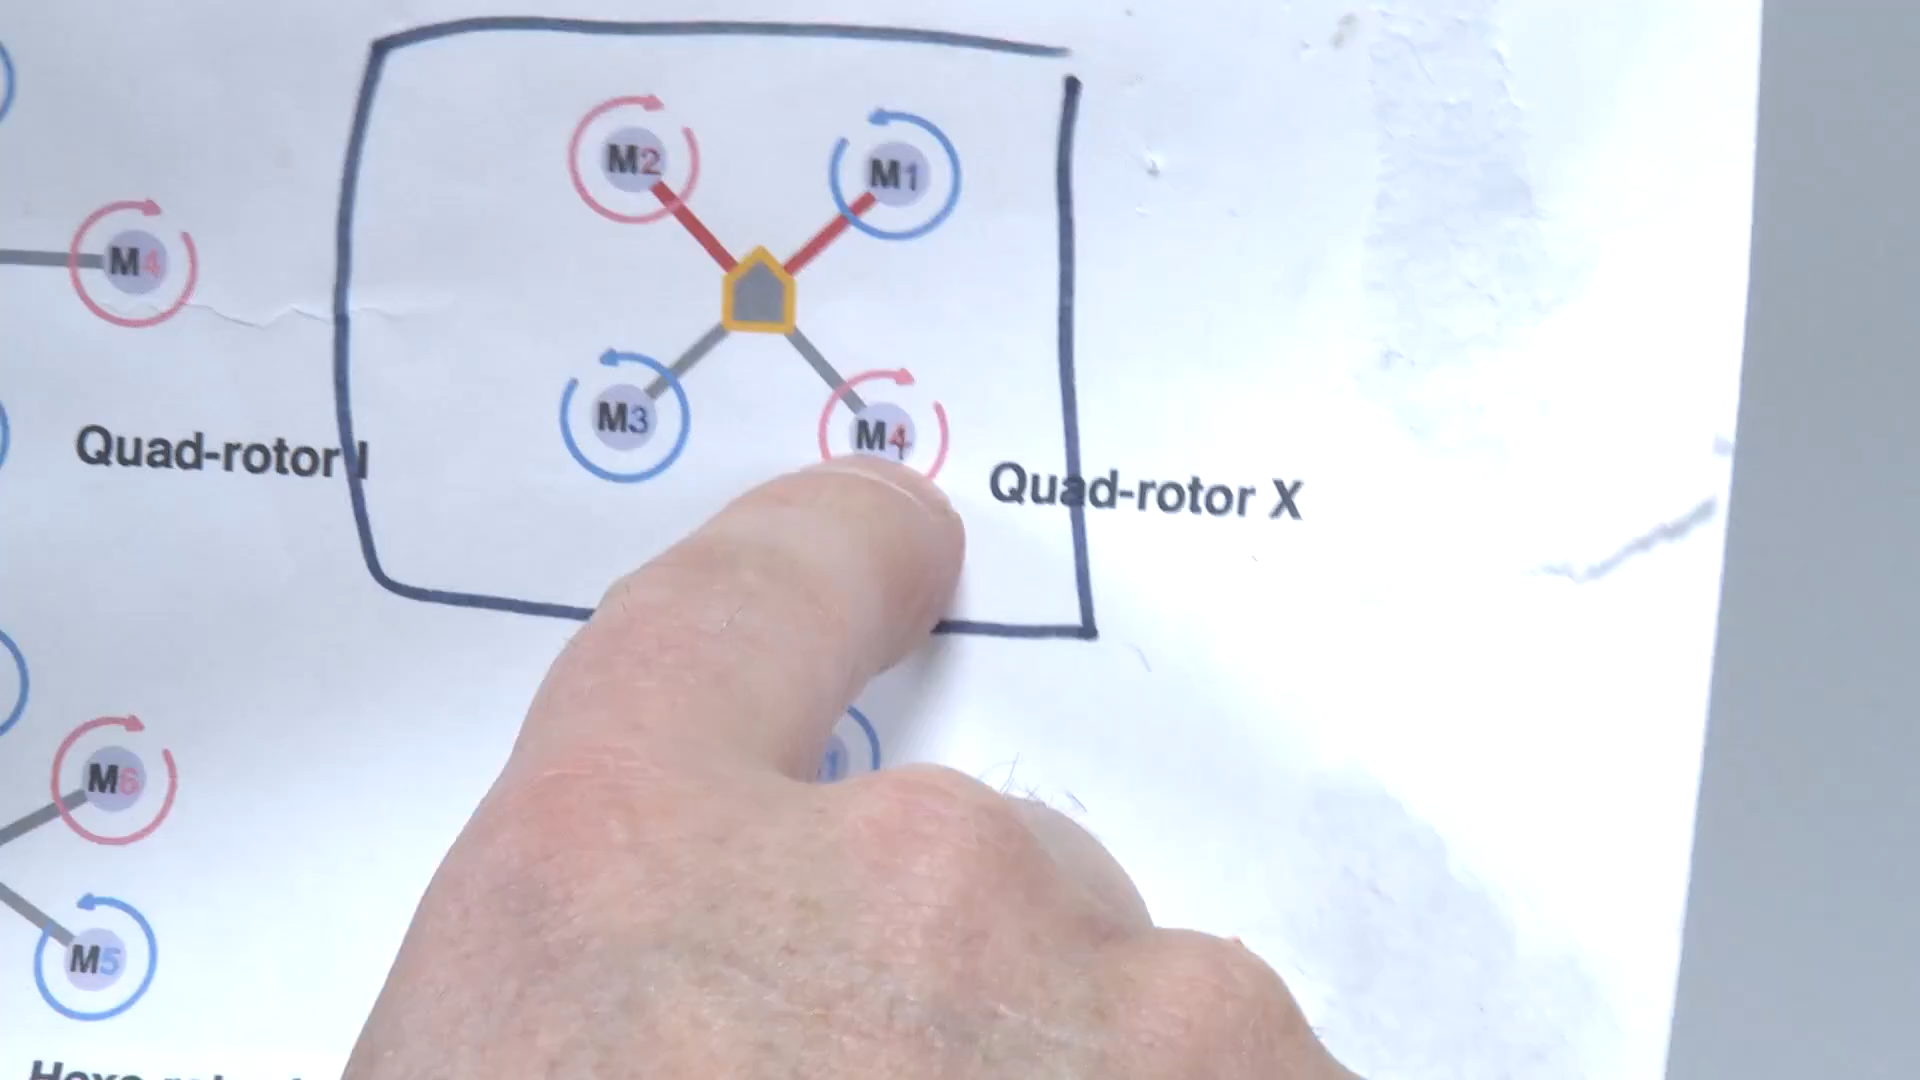 M2
M1
M4
M3
M4
Quad-rotor I
Quad-rotor X
M6
M5